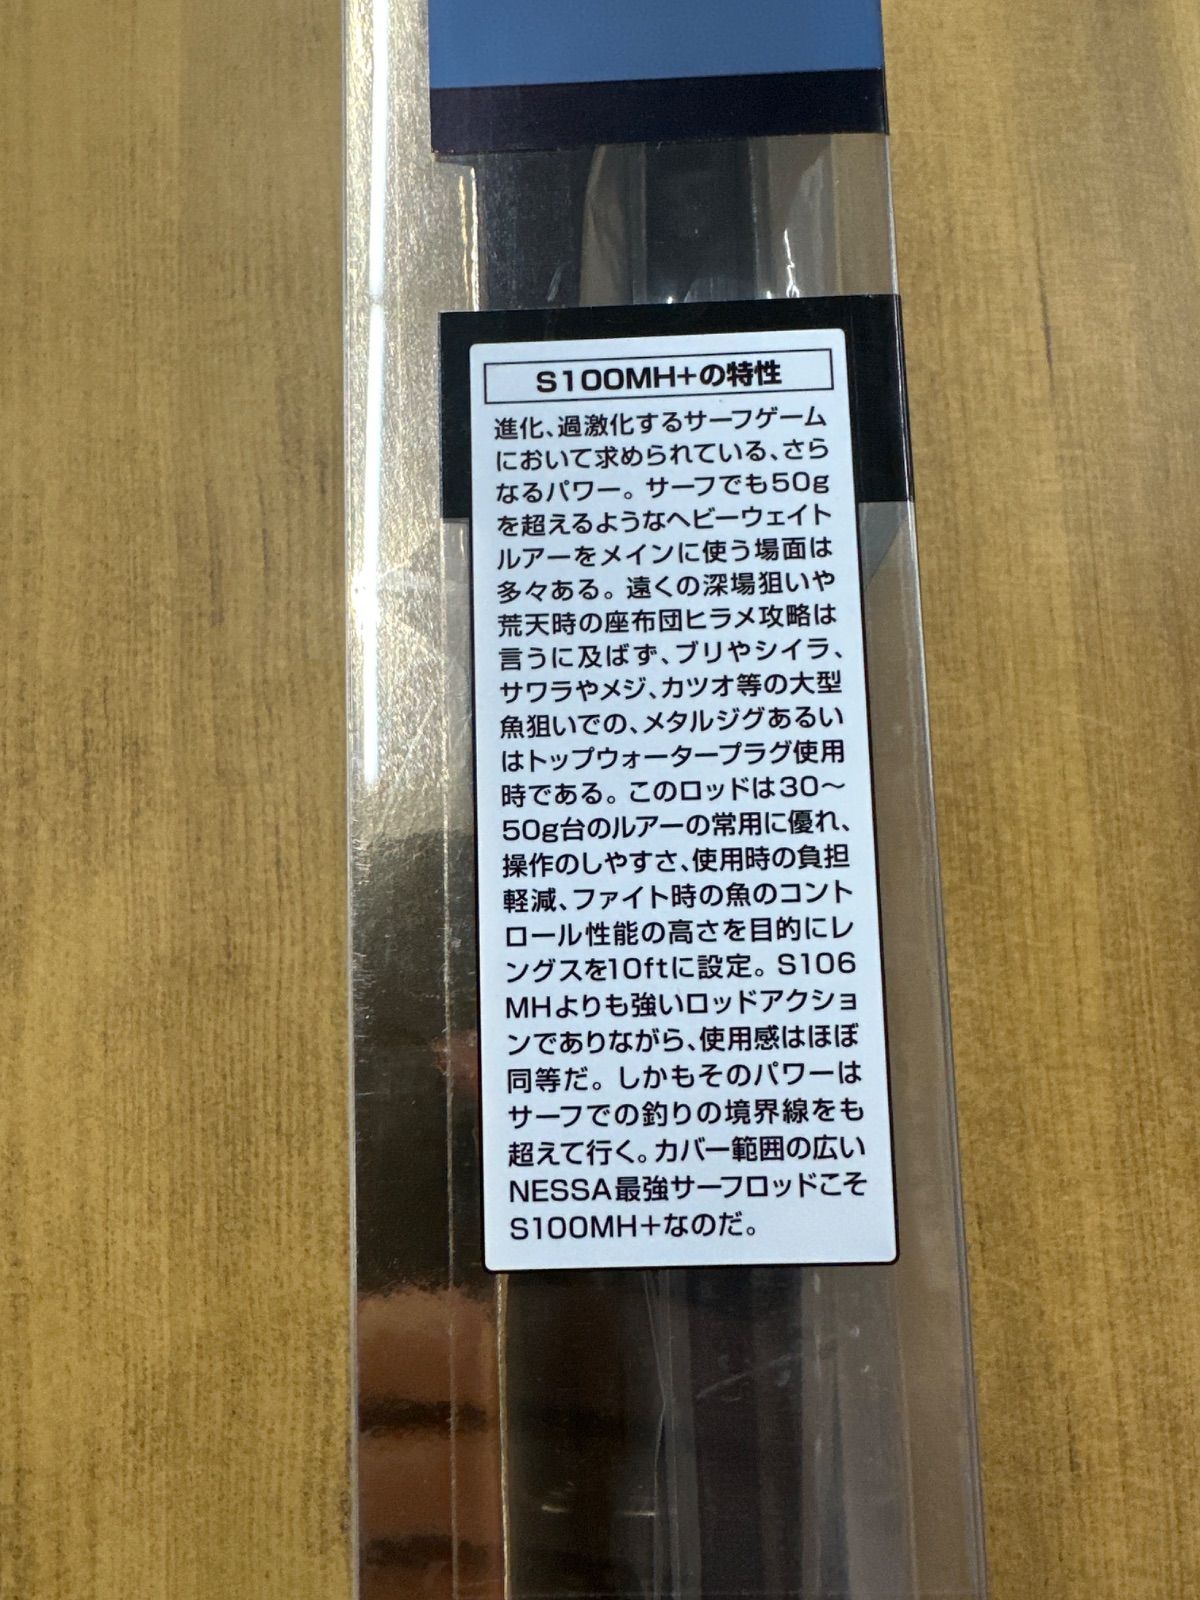 S100MH+の特性
進化、過激化するサーフゲーム
において求められている、さら
なるパワー。サーフでも50g
を超えるようなヘビーウェイト
ルアーをメインに使う場面は
多々ある。遠くの深場狙いや
荒天時の座布団ヒラメ攻略は
言うに及ばず、ブリやシイラ、
サワラやメジ、カツオ等の大型
魚狙いでの、メタルジグあるい
はトップウォータープラグ使用
時である。このロッドは30〜
50g台のルアーの常用に優れ、
操作のしやすさ、使用時の負担
軽減、ファイト時の魚のコント
ロール性能の高さを目的にレ
ングスを10ftに設定。S106
MHよりも強いロッドアクショ
ンでありながら、使用感はほぼ
同等だ。しかもそのパワーは
サーフでの釣りの境界線をも
超えて行く。カバー範囲の広い
NESSA最強サーフロッドこそ
S100MH+なのだ。